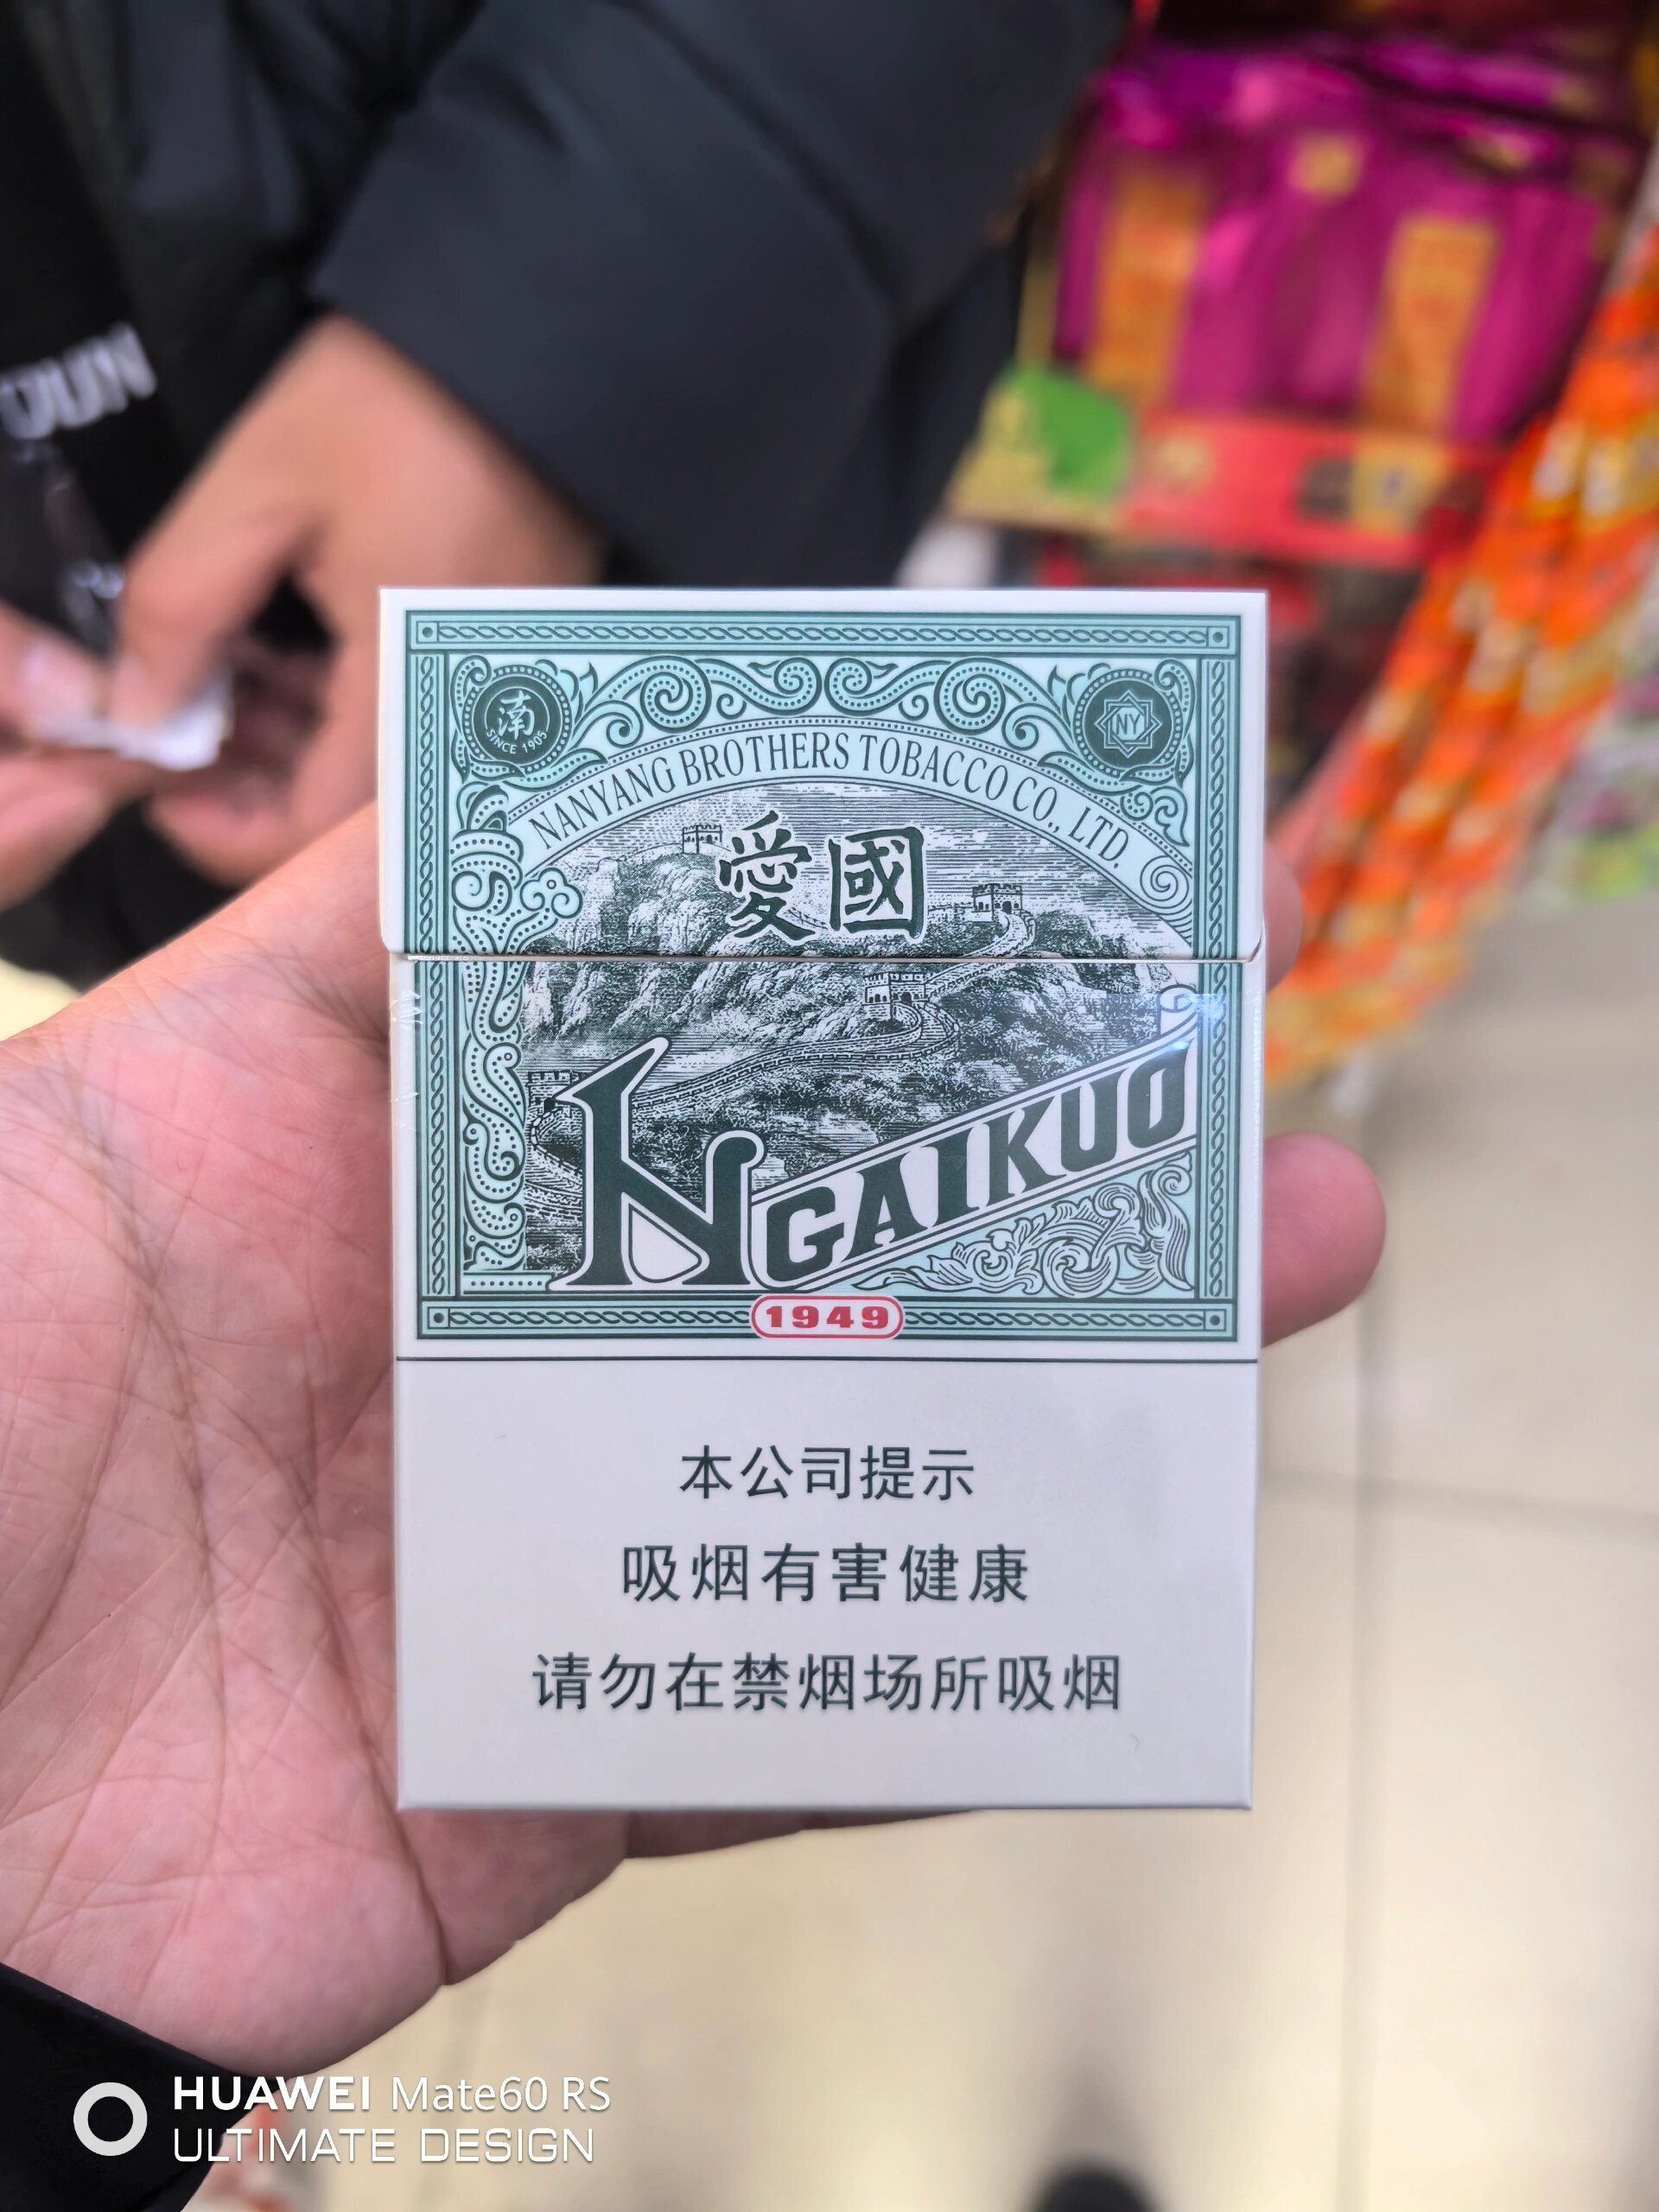 湳
SINCE 1905
NY
NANYANG BROTHERS TOBACCO CO., LTD.
愛國
NGAIKUO
1949
本公司提示
吸烟有害健康
请勿在禁烟场所吸烟
HUAWEI Mate60 RS
ULTIMATE DESIGN